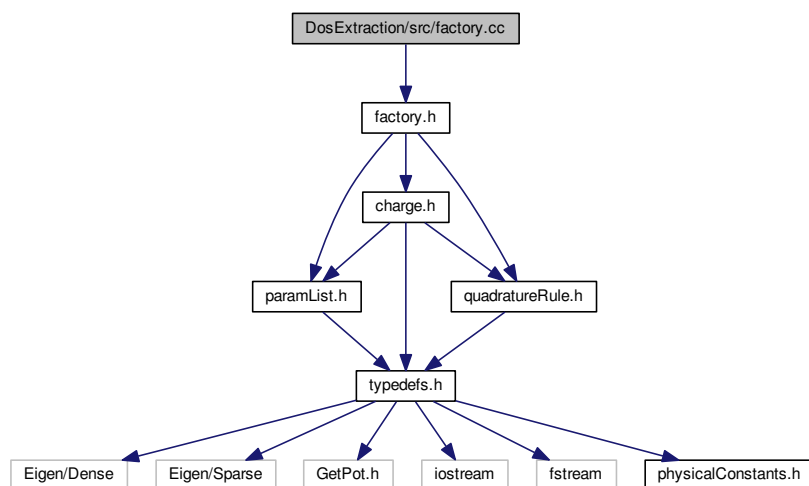 DosExtraction/src/factory.cc
factory.h
charge.h
paramList.h
quadratureRule.h
typedefs.h
Eigen/Dense
Eigen/Sparse
GetPot.h
iostream
fstream
physicalConstants.h